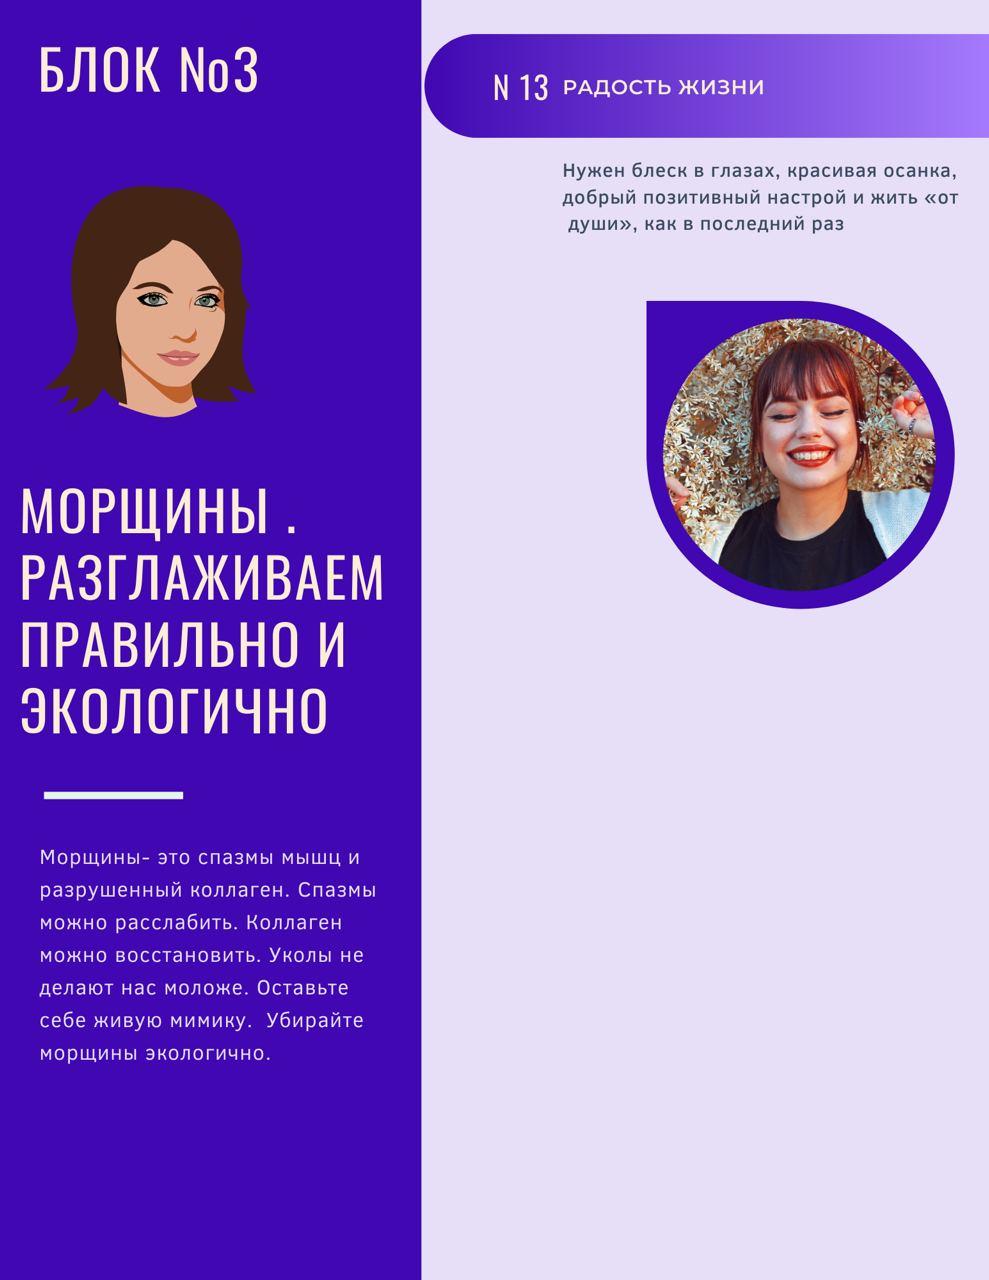 БЛОК №3
МОРЩИНЫ .
РАЗГЛАЖИВАЕМ
ПРАВИЛЬНО И
ЭКОЛОГИЧНО
Морщины- это спазмы мышц и
разрушенный коллаген. Спазмы
можно расслабить. Коллаген
можно восстановить. Уколы не
делают нас моложе. Оставьте
себе живую мимику. Убирайте
морщины экологично.
N 13 РАДОСТЬ ЖИЗНИ
Нужен блеск в глазах, красивая осанка,
добрый позитивный настрой и жить «от
души», как в последний раз